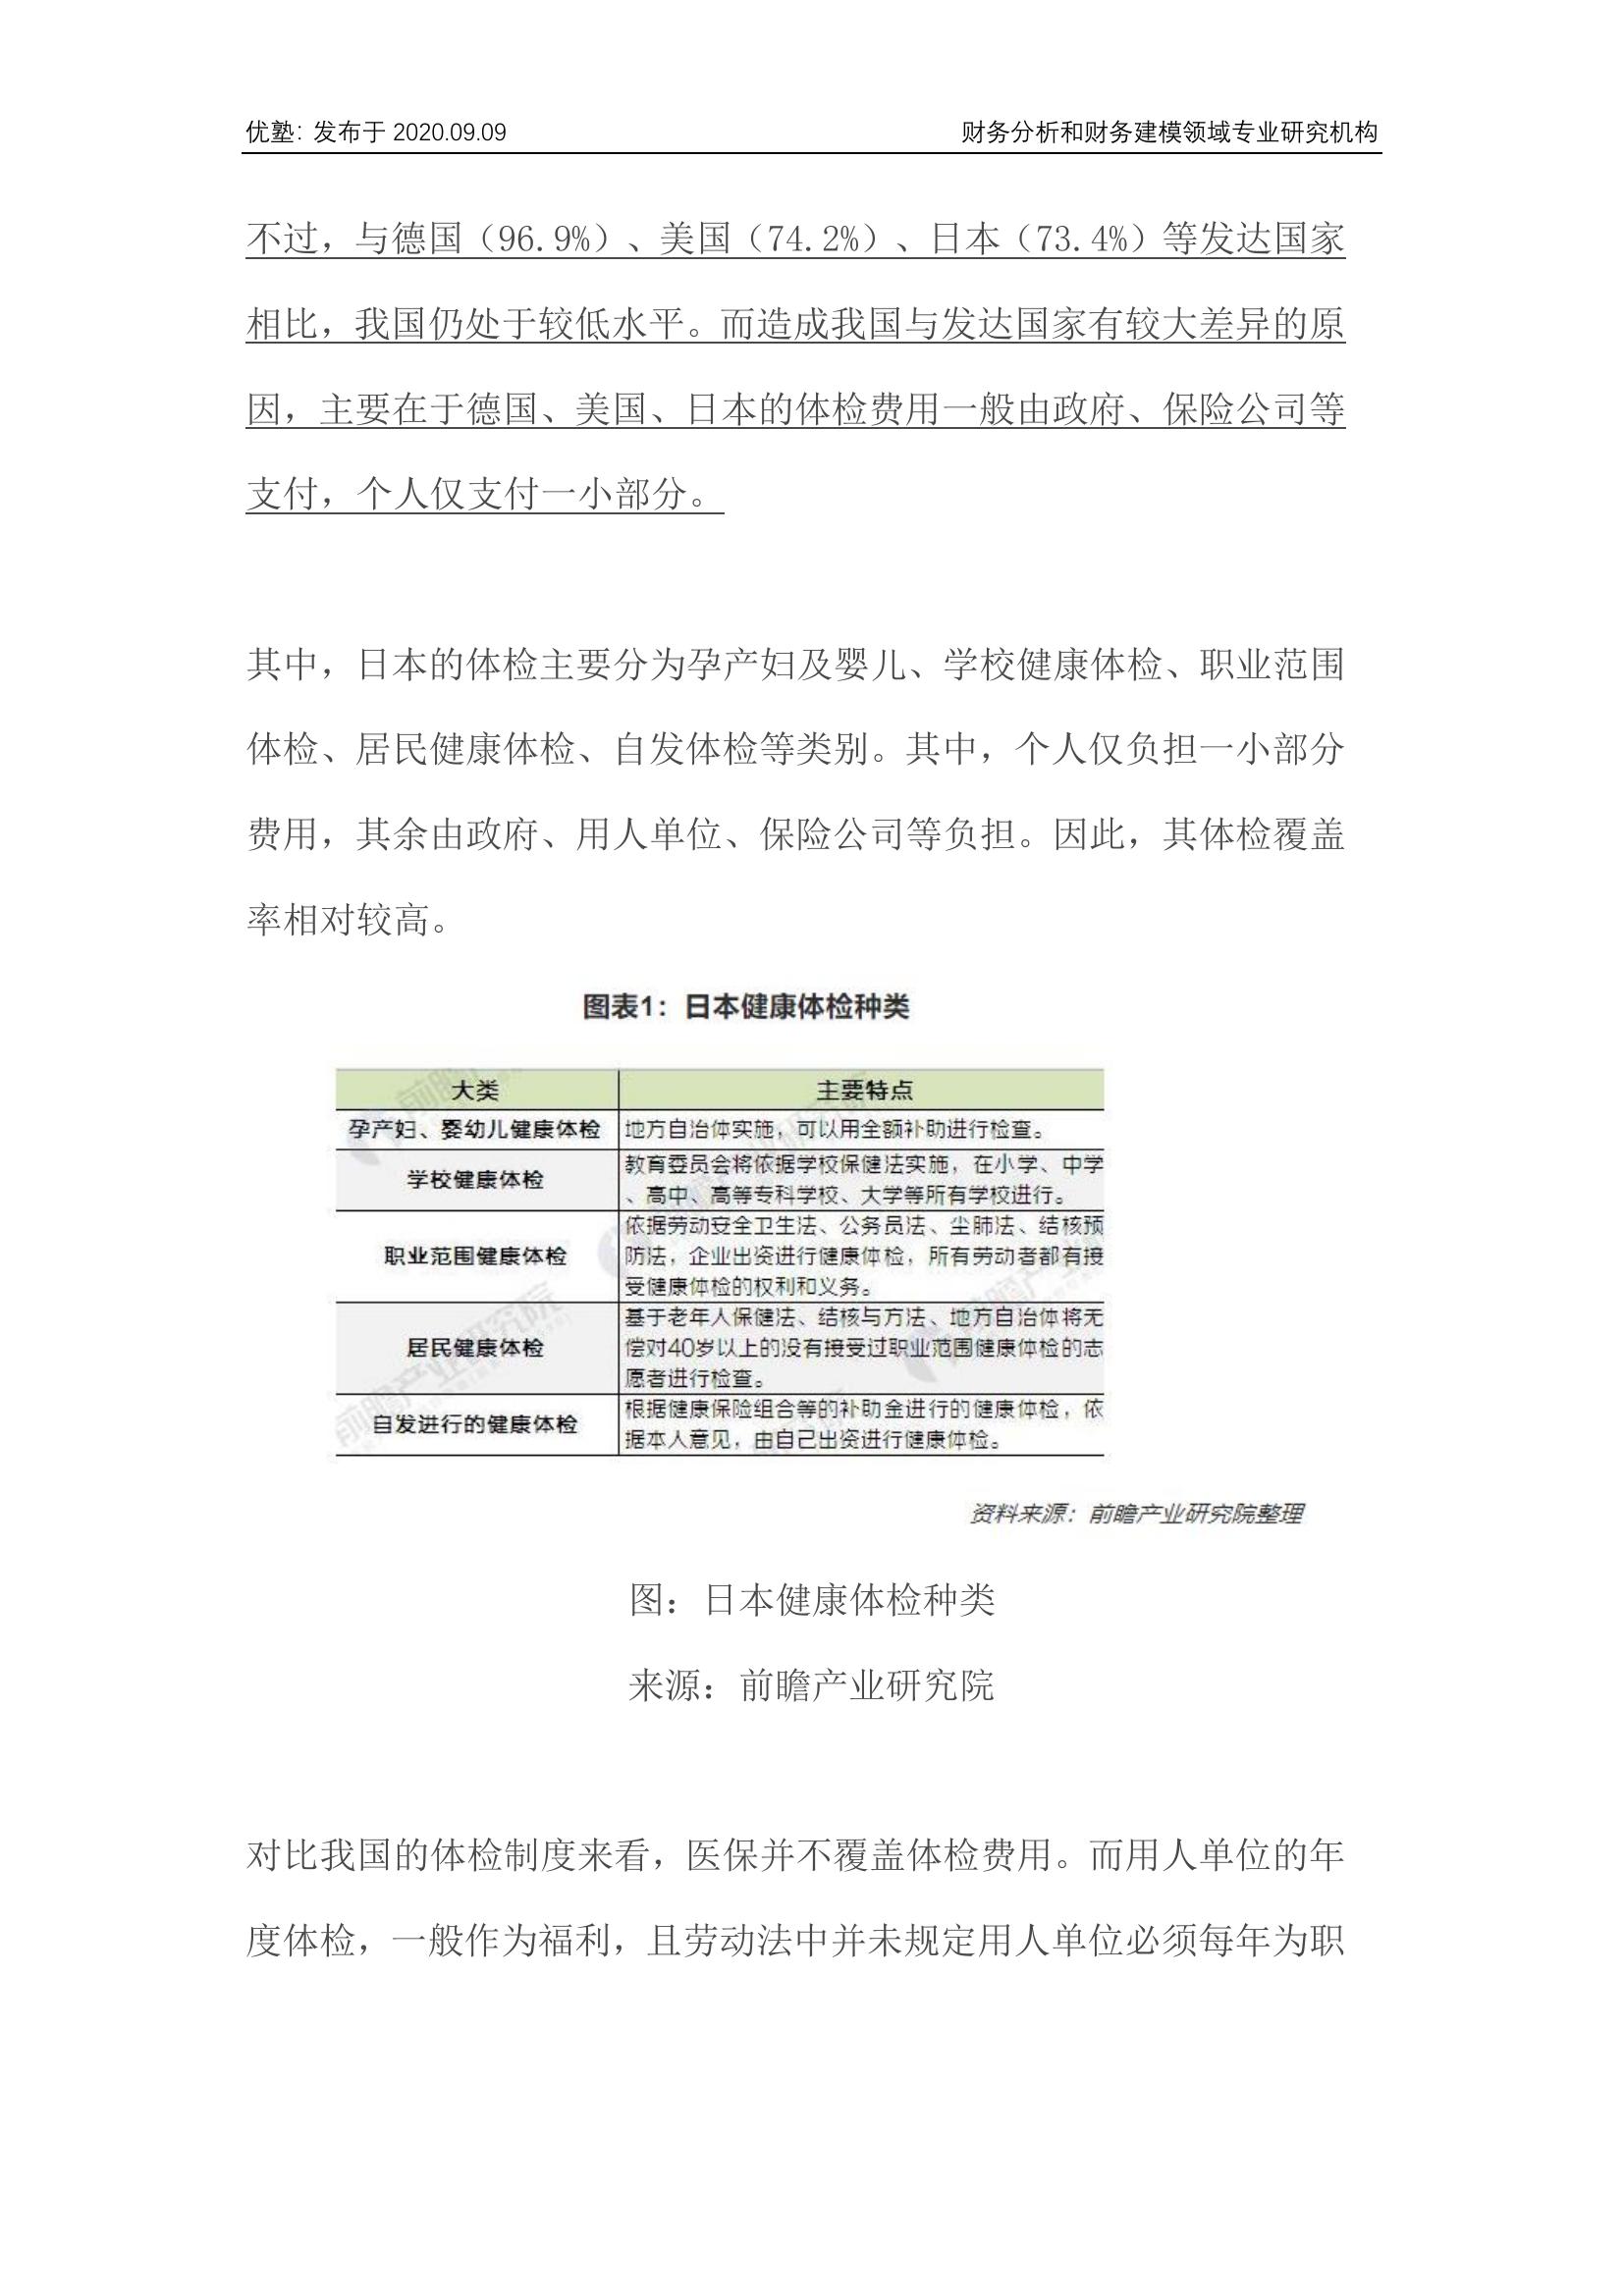 优塾：发布于 2020.09.09
财务分析和财务建模领域专业研究机构
不过，与德国（96.9%）、美国（74.2%）、日本（73.4%）等发达国家
相比，我国仍处于较低水平。而造成我国与发达国家有较大差异的原
因，主要在于德国、美国、日本的体检费用一般由政府、保险公司等
支付，个人仅支付一小部分。
其中，日本的体检主要分为孕产妇及婴儿、学校健康体检、职业范围
体检、居民健康体检、自发体检等类别。其中，个人仅负担一小部分
费用，其余由政府、用人单位、保险公司等负担。因此，其体检覆盖
率相对较高。
图表1：日本健康体检种类
大类
主要特点
孕产妇、婴幼儿健康体检
地方自治体实施，可以用全额补助进行检查。
学校健康体检
教育委员会将依据学校保健法实施，在小学、中学
、高中、高等专科学校、大学等所有学校进行。
职业范围健康体检
依据劳动安全卫生法、公务员法、尘肺法、结核预
防法，企业出资进行健康体检，所有劳动者都有接
受健康体检的权利和义务。
居民健康体检
基于老年人保健法、结核与方法、地方自治体将无
偿对40岁以上的没有接受过职业范围健康体检的志
愿者进行检查。
自发进行的健康体检
根据健康保险组合等的补助金进行的健康体检，依
据本人意见，由自己出资进行健康体检。
资料来源：前瞻产业研究院整理
图：日本健康体检种类
来源：前瞻产业研究院
对比我国的体检制度来看，医保并不覆盖体检费用。而用人单位的年
度体检，一般作为福利，且劳动法中并未规定用人单位必须每年为职